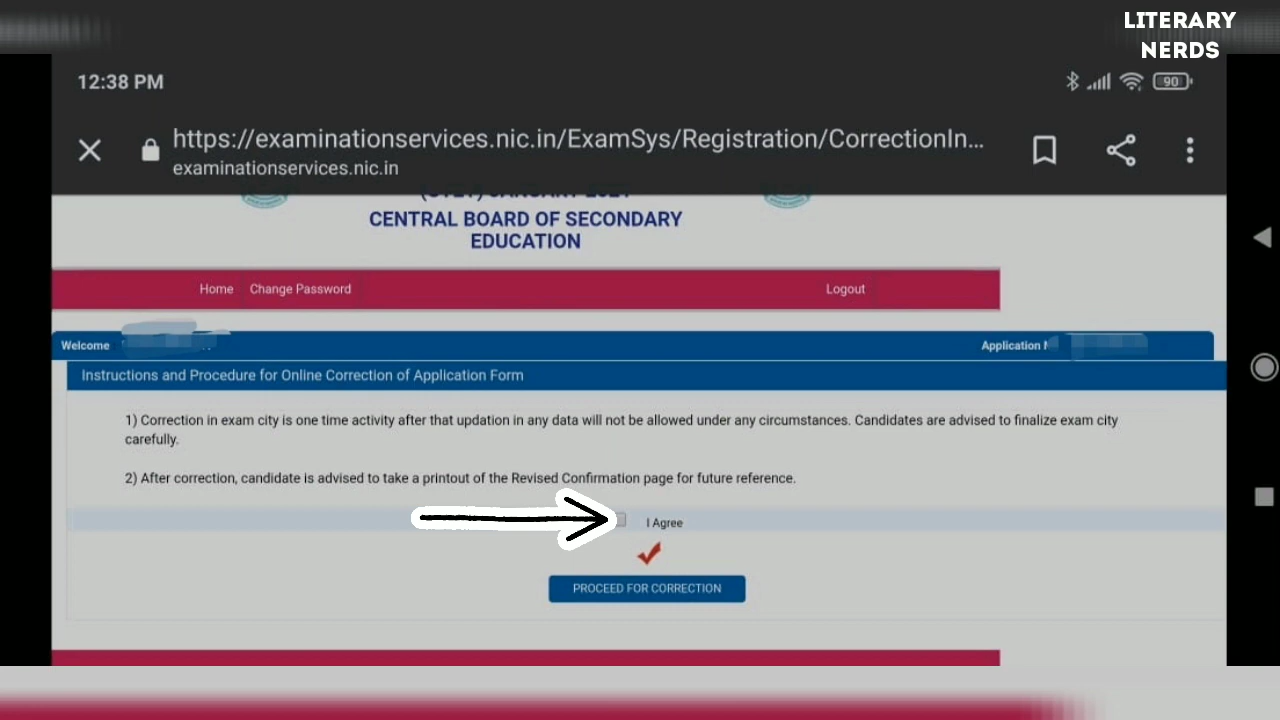 LITERARY
NERDS
12:38 PM
90
https://examinationservices.nic.in/ExamSys/Registration/CorrectionIn...
examinationservices.nic.in
CENTRAL BOARD OF SECONDARY
EDUCATION
Home Change Password Logout
Welcome Application
Instructions and Procedure for Online Correction of Application Form
1) Correction in exam city is one time activity after that updation in any data will not be allowed under any circumstances. Candidates are advised to finalize exam city
carefully.
2) After correction, candidate is advised to take a printout of the Revised Confirmation page for future reference.
I Agree
PROCEED FOR CORRECTION